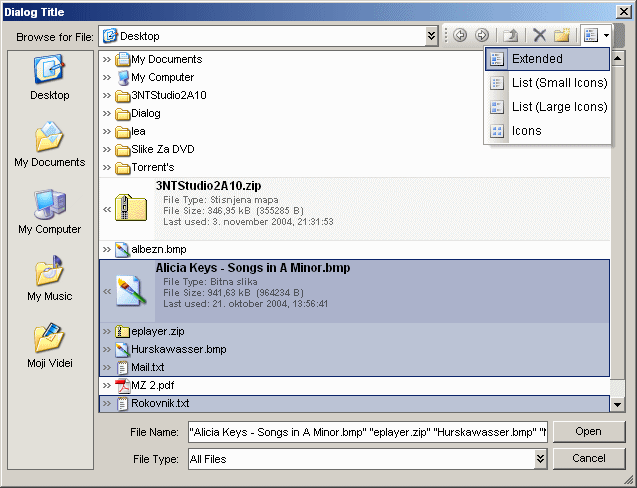 Dialog Title
Browse for File:
Desktop
Desktop
My Documents
My Computer
My Music
Moji Videi
My Documents
My Computer
3NTStudio2A10
Dialog
lea
Slike Za DVD
Torrent's
3NTStudio2A10.zip
File Type: Stisnjena mapa
File Size: 346,95 kB (355285 B)
Last used: 3. november 2004, 21:31:53
albezn.bmp
Alicia Keys - Songs in A Minor.bmp
File Type: Bitna slika
File Size: 941,63 kB (964234 B)
Last used: 21. oktober 2004, 13:56:41
eplayer.zip
Hurskawasser.bmp
Mail.txt
MZ 2.pdf
Rokovnik.txt
Extended
List (Small Icons)
List (Large Icons)
Icons
File Name:
"Alicia Keys - Songs in A Minor.bmp" "eplayer.zip" "Hurskawasser.bmp"
Open
File Type:
All Files
Cancel